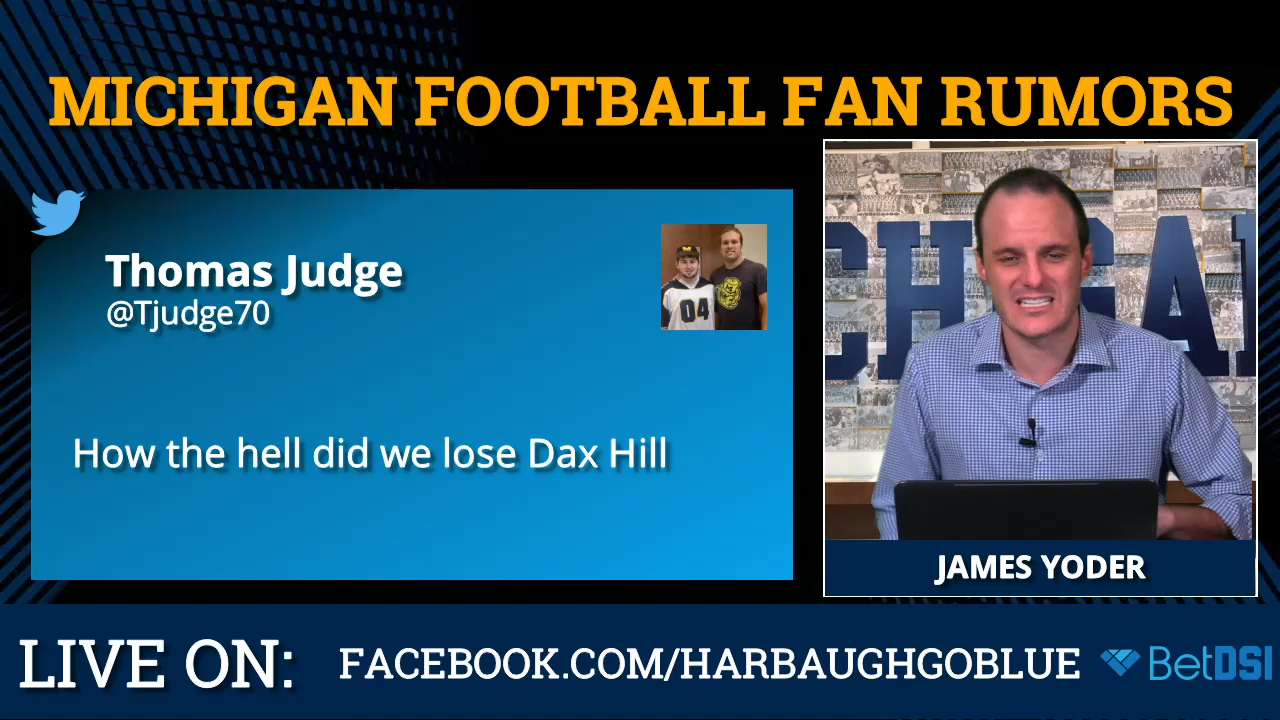 MICHIGAN FOOTBALL FAN RUMORS
Thomas Judge
@Tjudge70
04
How the hell did we lose Dax Hill
CHIGAN
JAMES YODER
LIVE ON:
FACEBOOK.COM/HARBAUGHGOBLUE
BetDSI